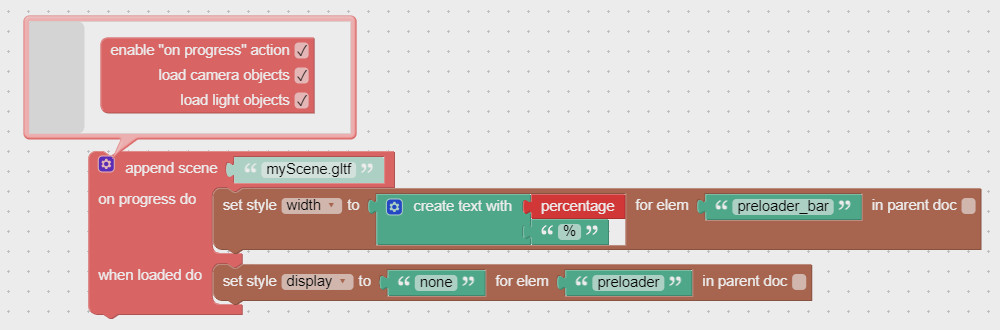 enable "on progress" action ✓
load camera objects ✓
load light objects ✓
append scene “ myScene.gltf ”
on progress do set style width ▾ to create text with percentage for elem “ preloader_bar ” in parent doc
“ % ”
when loaded do set style display ▾ to “ none ” for elem “ preloader ” in parent doc